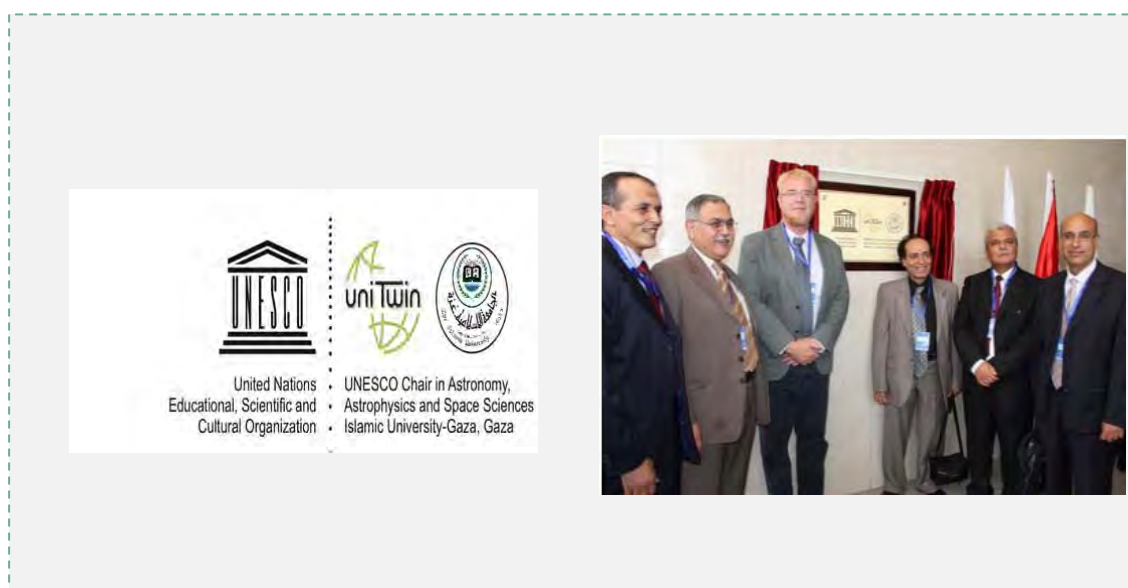 UNESCO
uniTwin
United Nations
Educational, Scientific and
Cultural Organization
UNESCO Chair in Astronomy,
Astrophysics and Space Sciences
Islamic University-Gaza, Gaza